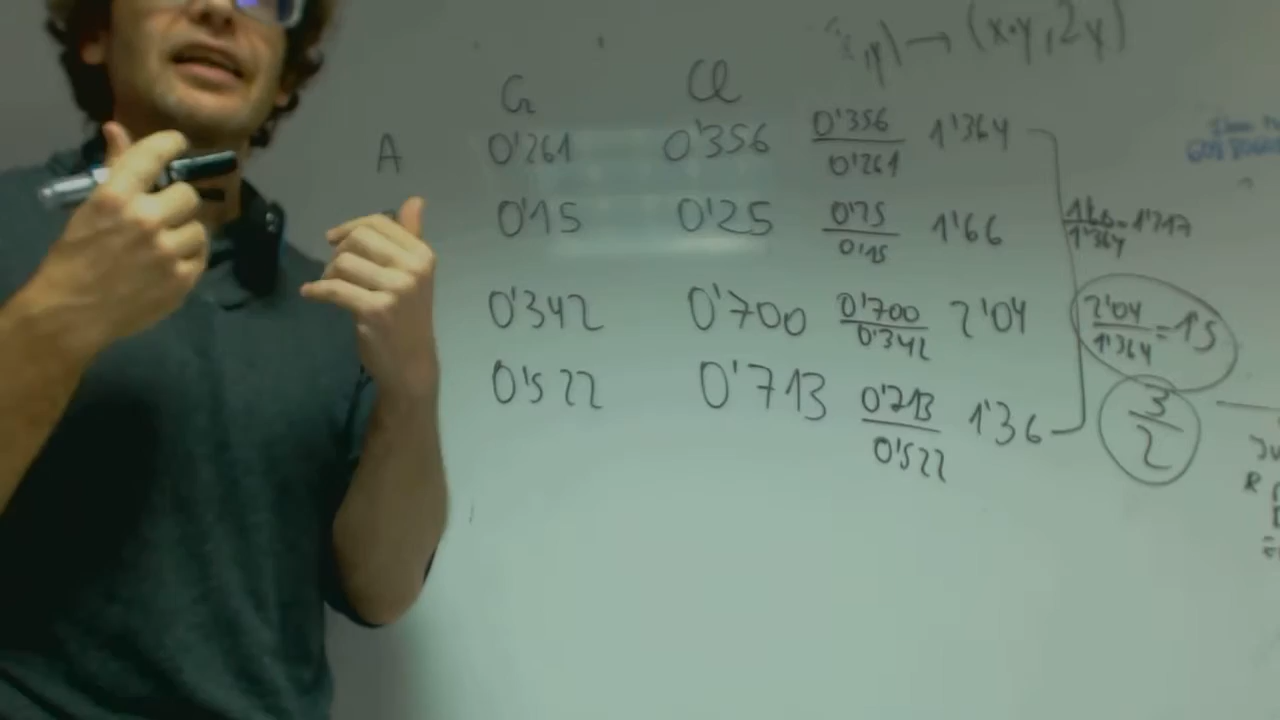 ,y) → (x·y, 2y)
Cr Cl
A 0'261 0'356 0'356/0'261 1'364
0'15 0'25 0'25/0'15 1'66
1'66/1'364 = 1'217
0'342 0'700 0'700/0'342 2'04
2'04/1'364 = 1'5
0'522 0'713 0'713/0'522 1'36
3/2